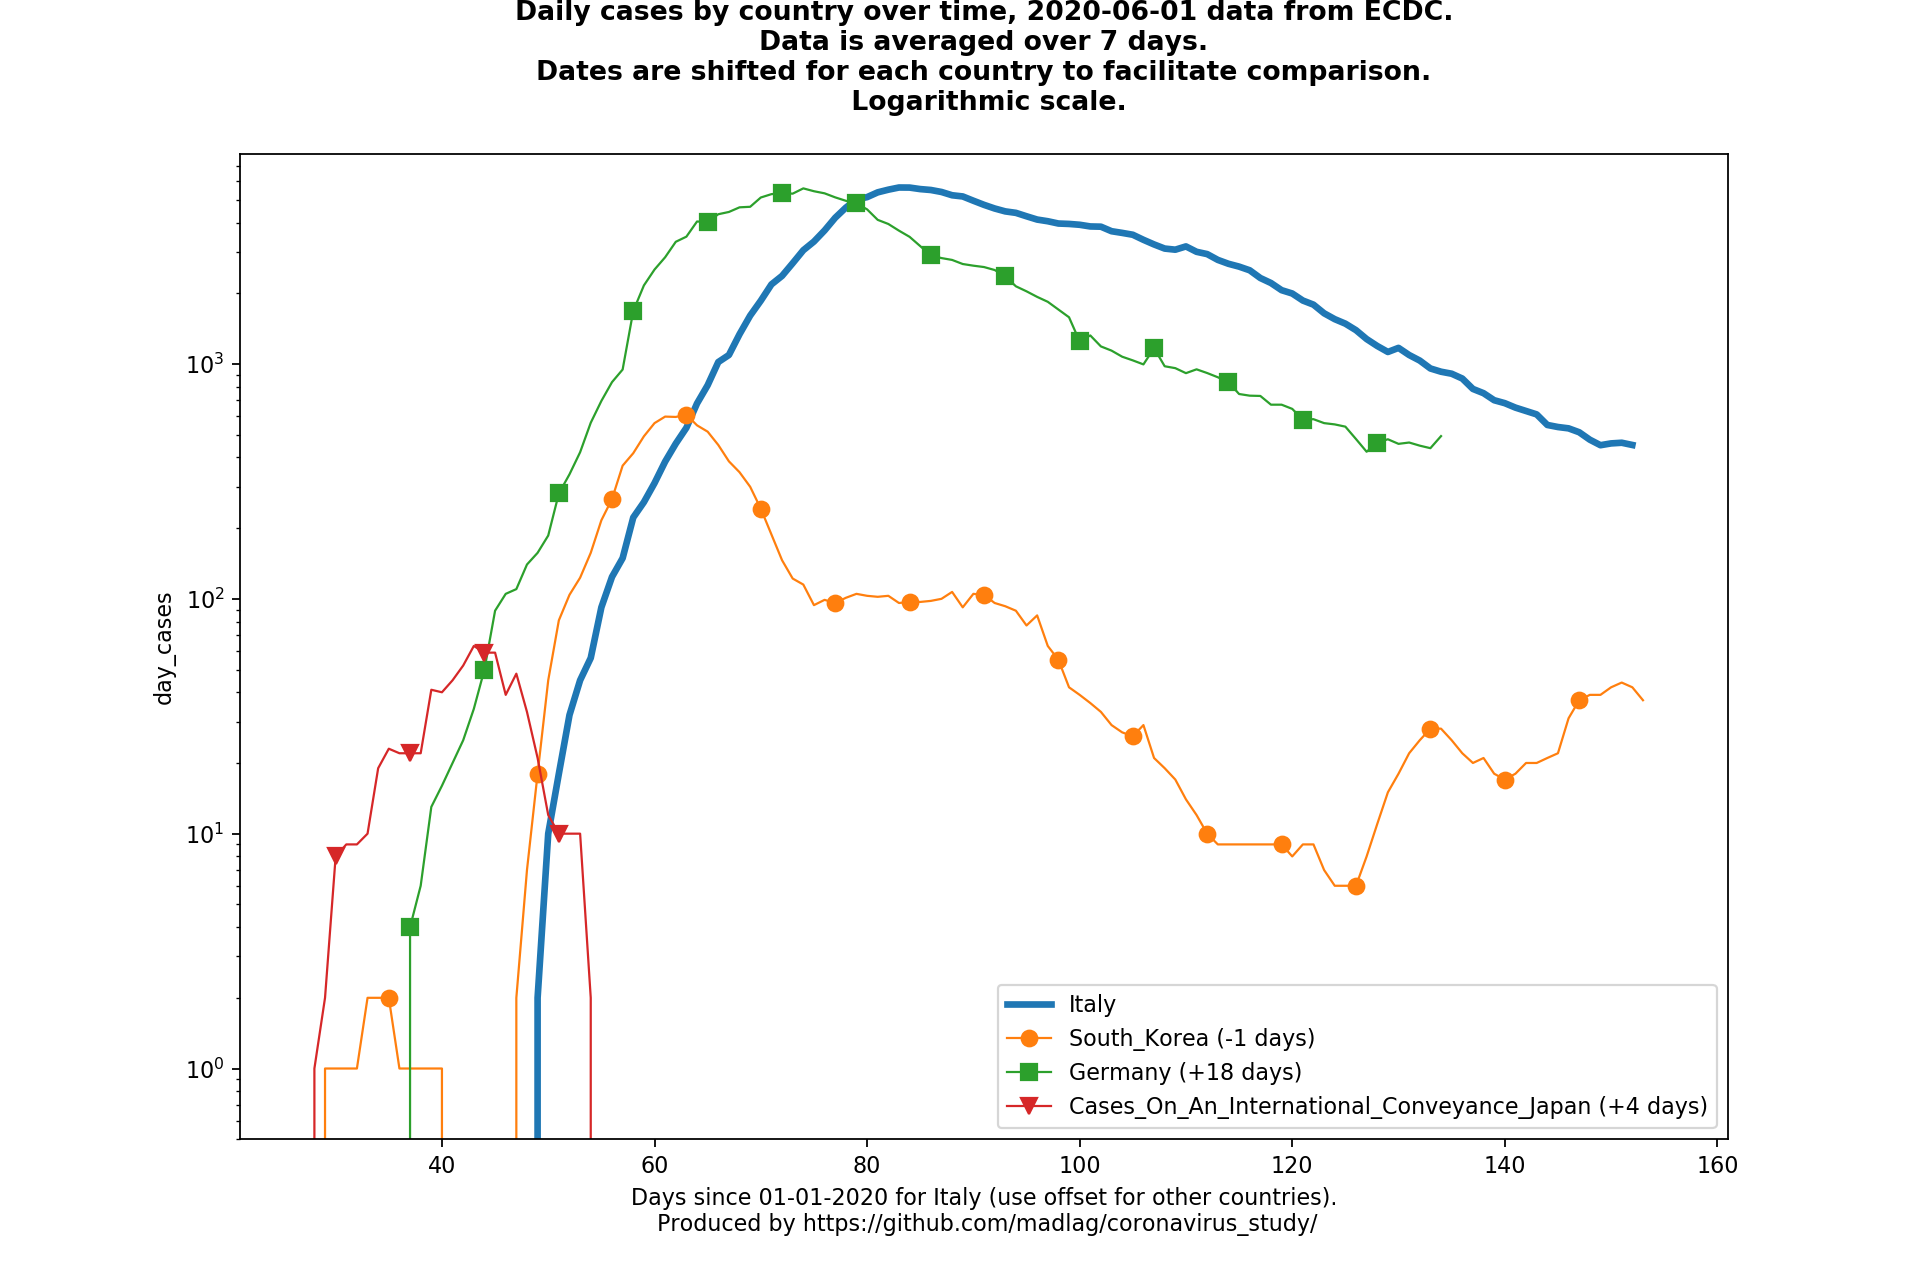 Daily cases by country over time, 2020-06-01 data from ECDC.
Data is averaged over 7 days.
Dates are shifted for each country to facilitate comparison.
Logarithmic scale.
day_cases
10³
10²
10¹
10⁰
Italy
South_Korea (-1 days)
Germany (+18 days)
Cases_On_An_International_Conveyance_Japan (+4 days)
40 60 80 100 120 140 160
Days since 01-01-2020 for Italy (use offset for other countries).
Produced by https://github.com/madlag/coronavirus_study/